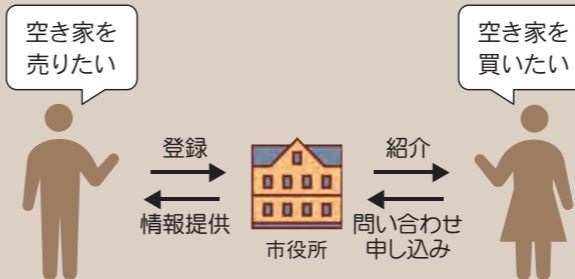 空き家を
売りたい
空き家を
買いたい
登録
情報提供
市役所
紹介
問い合わせ
申し込み